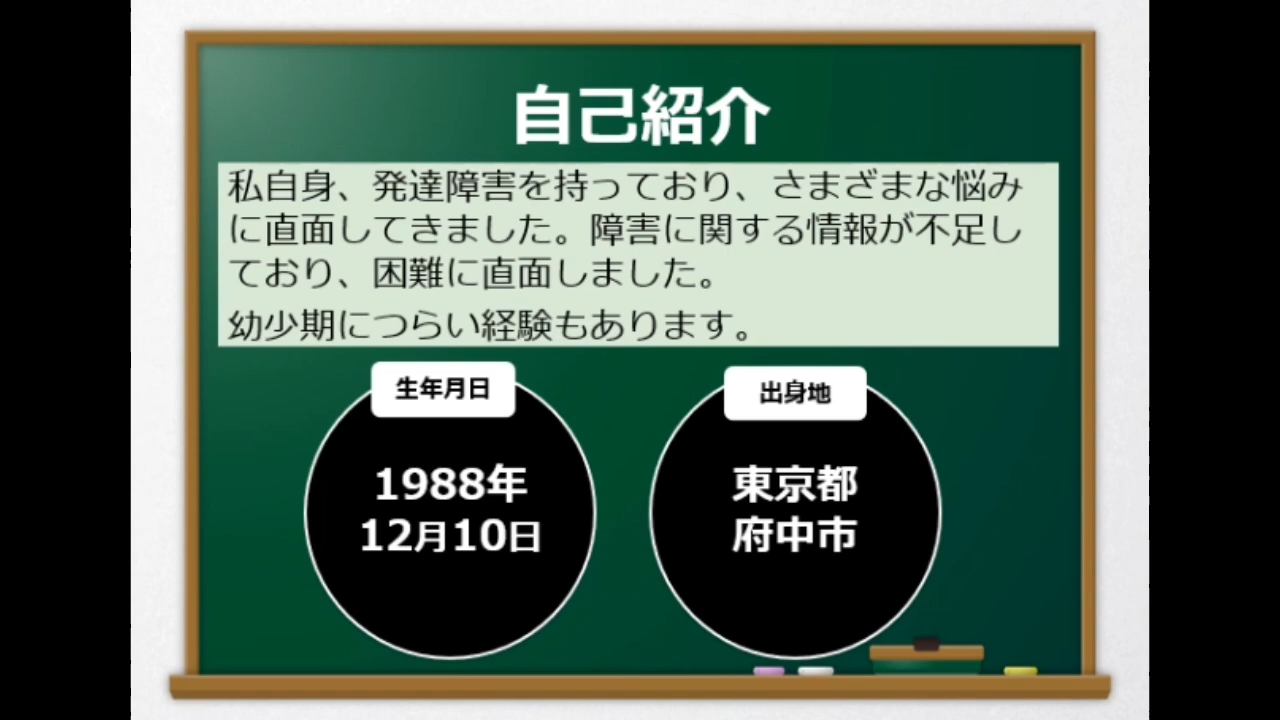 自己紹介
私自身、発達障害を持っており、さまざまな悩み
に直面してきました。障害に関する情報が不足し
ており、困難に直面しました。
幼少期につらい経験もあります。
生年月日
1988年
12月10日
出身地
東京都
府中市